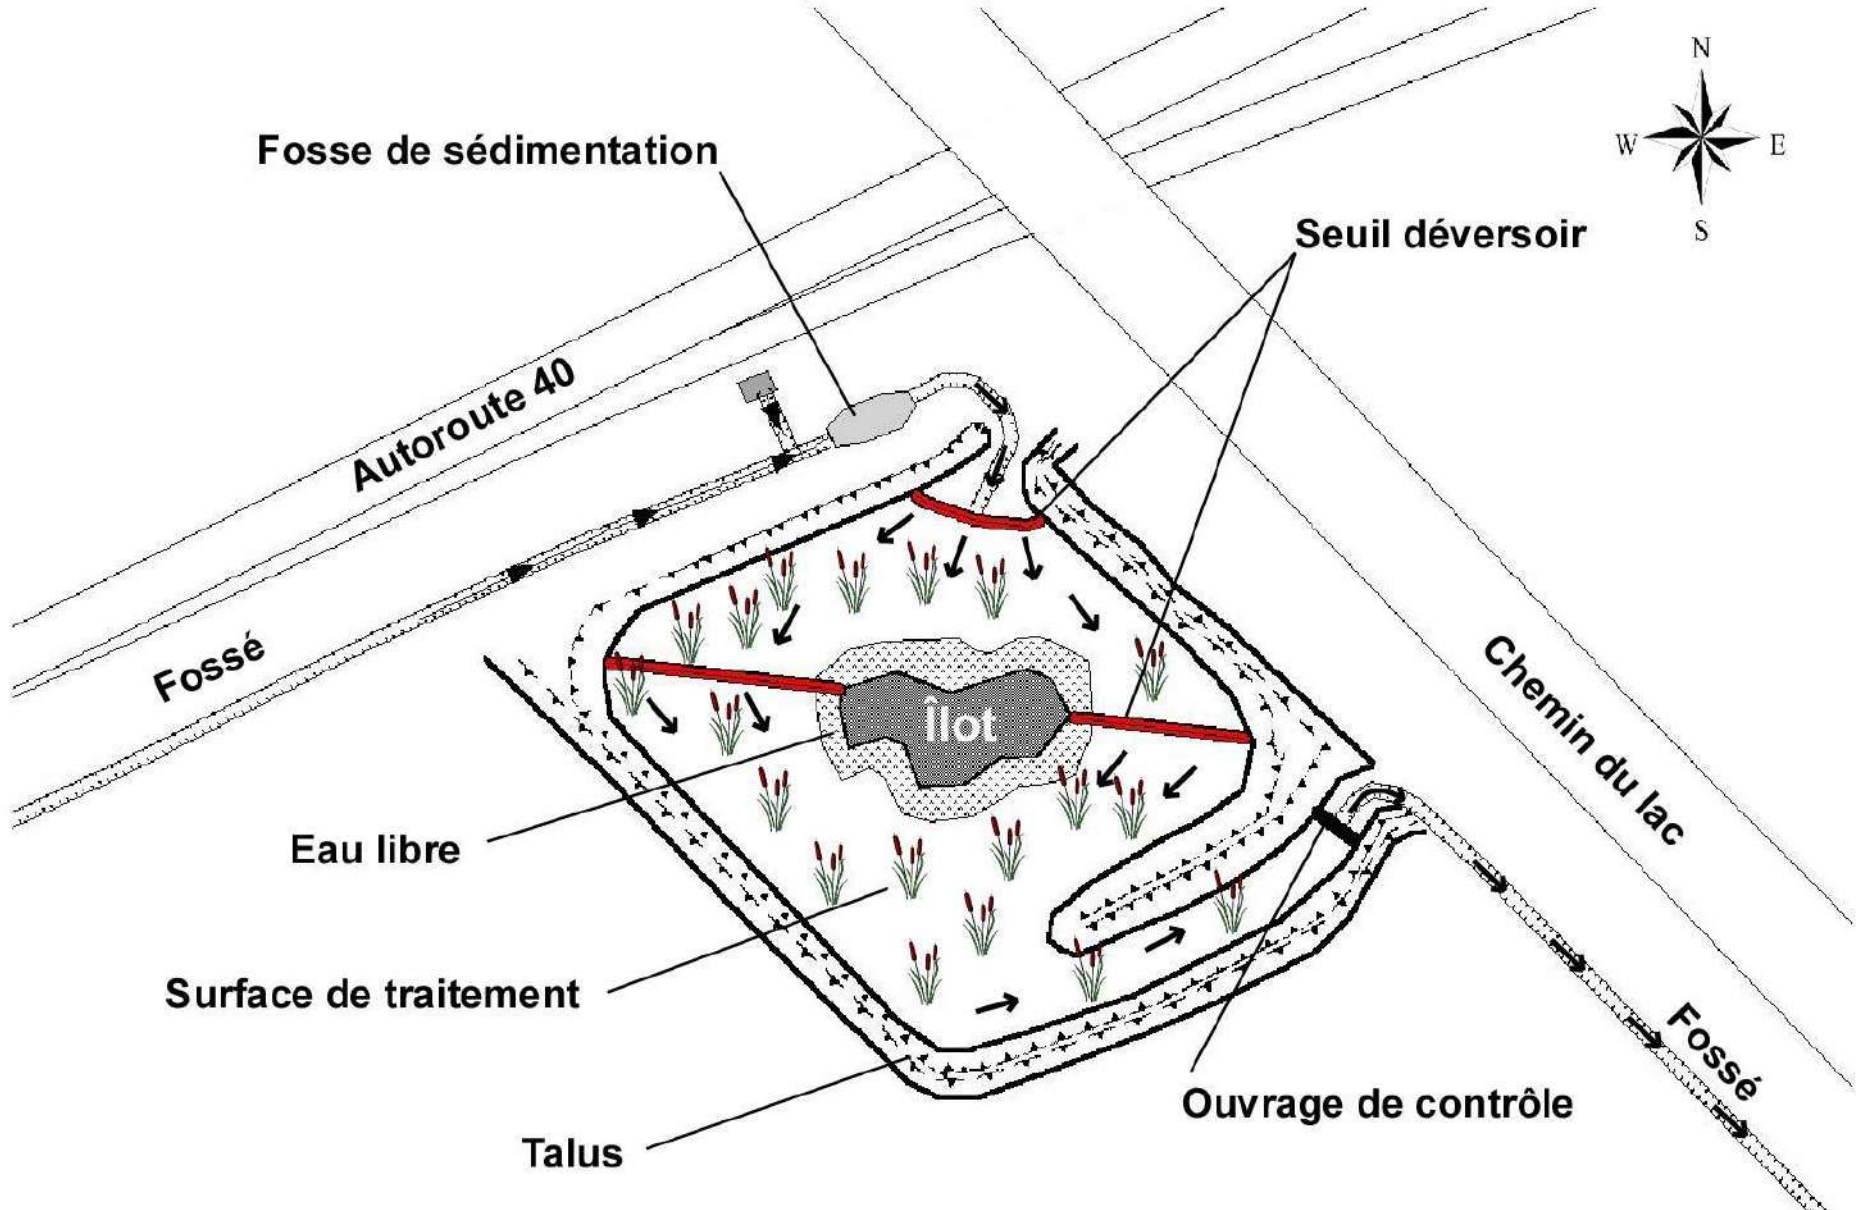 N
Fosse de sédimentation
W
E
S
Seuil déversoir
Autoroute 40
Fossé
Îlot
Chemin du lac
Eau libre
Surface de traitement
Fossé
Ouvrage de contrôle
Talus